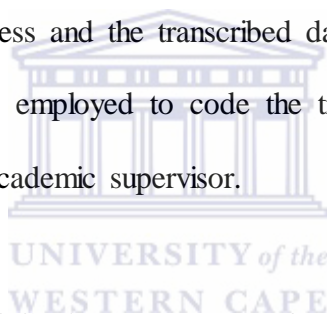 ess and the transcribed da
employed to code the t
cademic supervisor.
UNIVERSITY of the
WESTERN CAPE